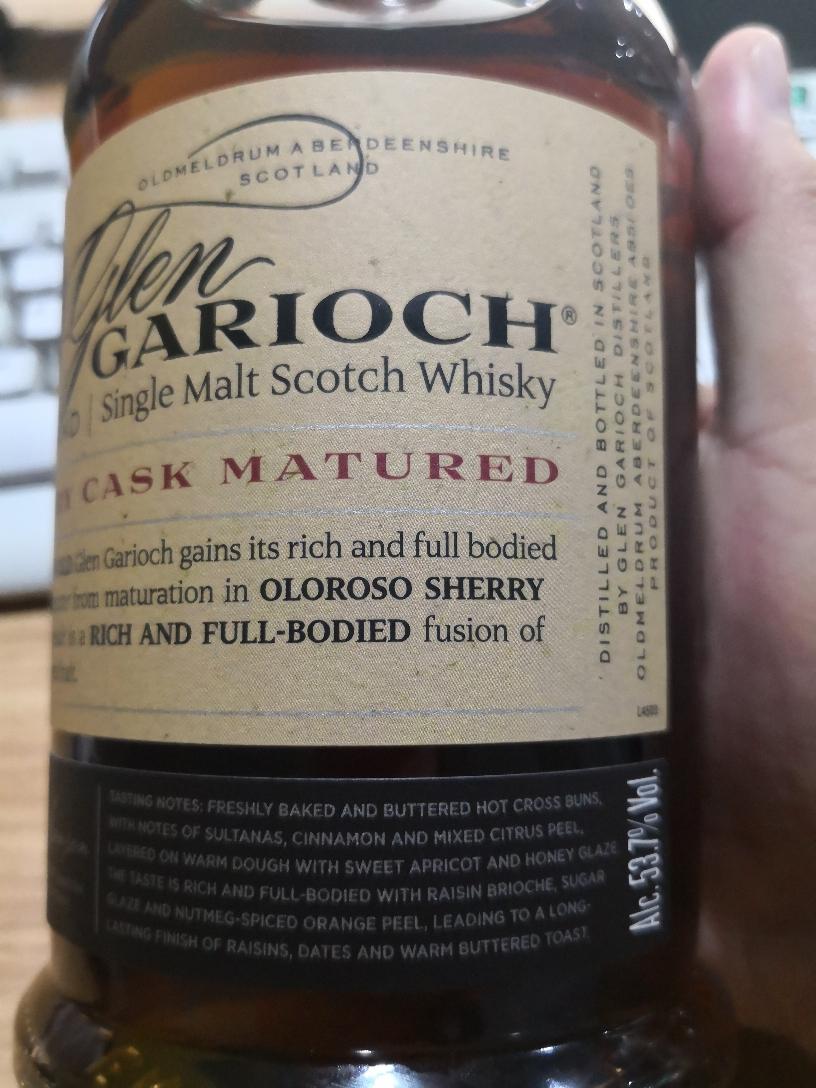 OLDMELDRUM ABERDEENSHIRE
SCOTLAND
Glen
GARIOCH®
Single Malt Scotch Whisky
CASK MATURED
Glen Garioch gains its rich and full bodied
from maturation in OLOROSO SHERRY
is a RICH AND FULL-BODIED fusion of
DISTILLED AND BOTTLED IN SCOTLAND
BY GLEN GARIOCH DISTILLERS
OLDMELDRUM ABERDEENSHIRE AB51 0ES
PRODUCT OF SCOTLAND
TASTING NOTES: FRESHLY BAKED AND BUTTERED HOT CROSS BUNS,
WITH NOTES OF SULTANAS, CINNAMON AND MIXED CITRUS PEEL,
LAYERED ON WARM DOUGH WITH SWEET APRICOT AND HONEY GLAZE
THE TASTE IS RICH AND FULL-BODIED WITH RAISIN BRIOCHE, SUGAR
GLAZE AND NUTMEG-SPICED ORANGE PEEL, LEADING TO A LONG-
LASTING FINISH OF RAISINS, DATES AND WARM BUTTERED TOAST.
Alc. 53.7% Vol.